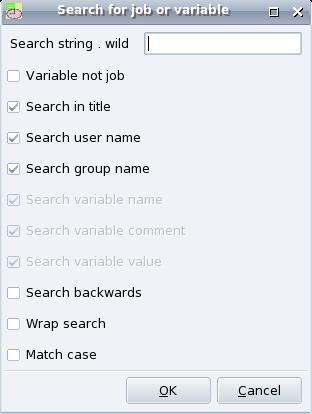 Search for job or variable
Search string . wild
Variable not job
Search in title
Search user name
Search group name
Search variable name
Search variable comment
Search variable value
Search backwards
Wrap search
Match case
OK Cancel